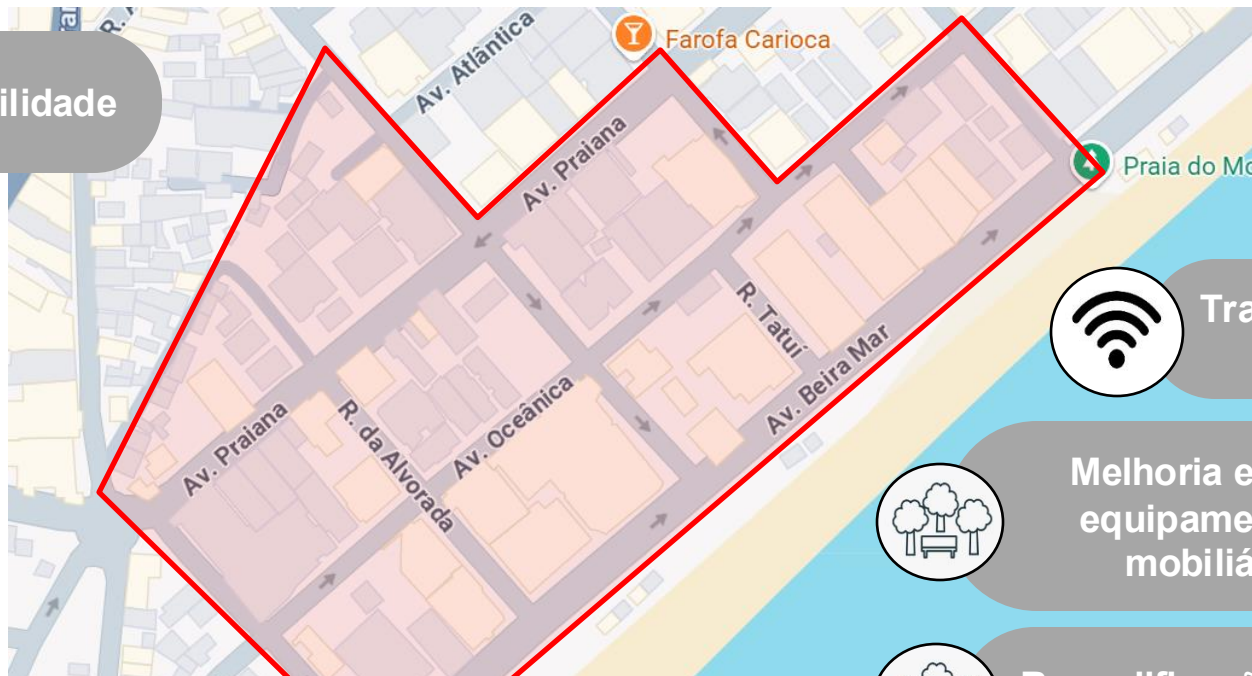 Av. Atlântica
Farofa Carioca
ilidade
Av. Praiana
Praia do Mo
R. Tatuí
Tra
Av. Beira Mar
Av. Praiana
R. da Alvorada
Av. Oceânica
Melhoria e
equipame
mobiliá